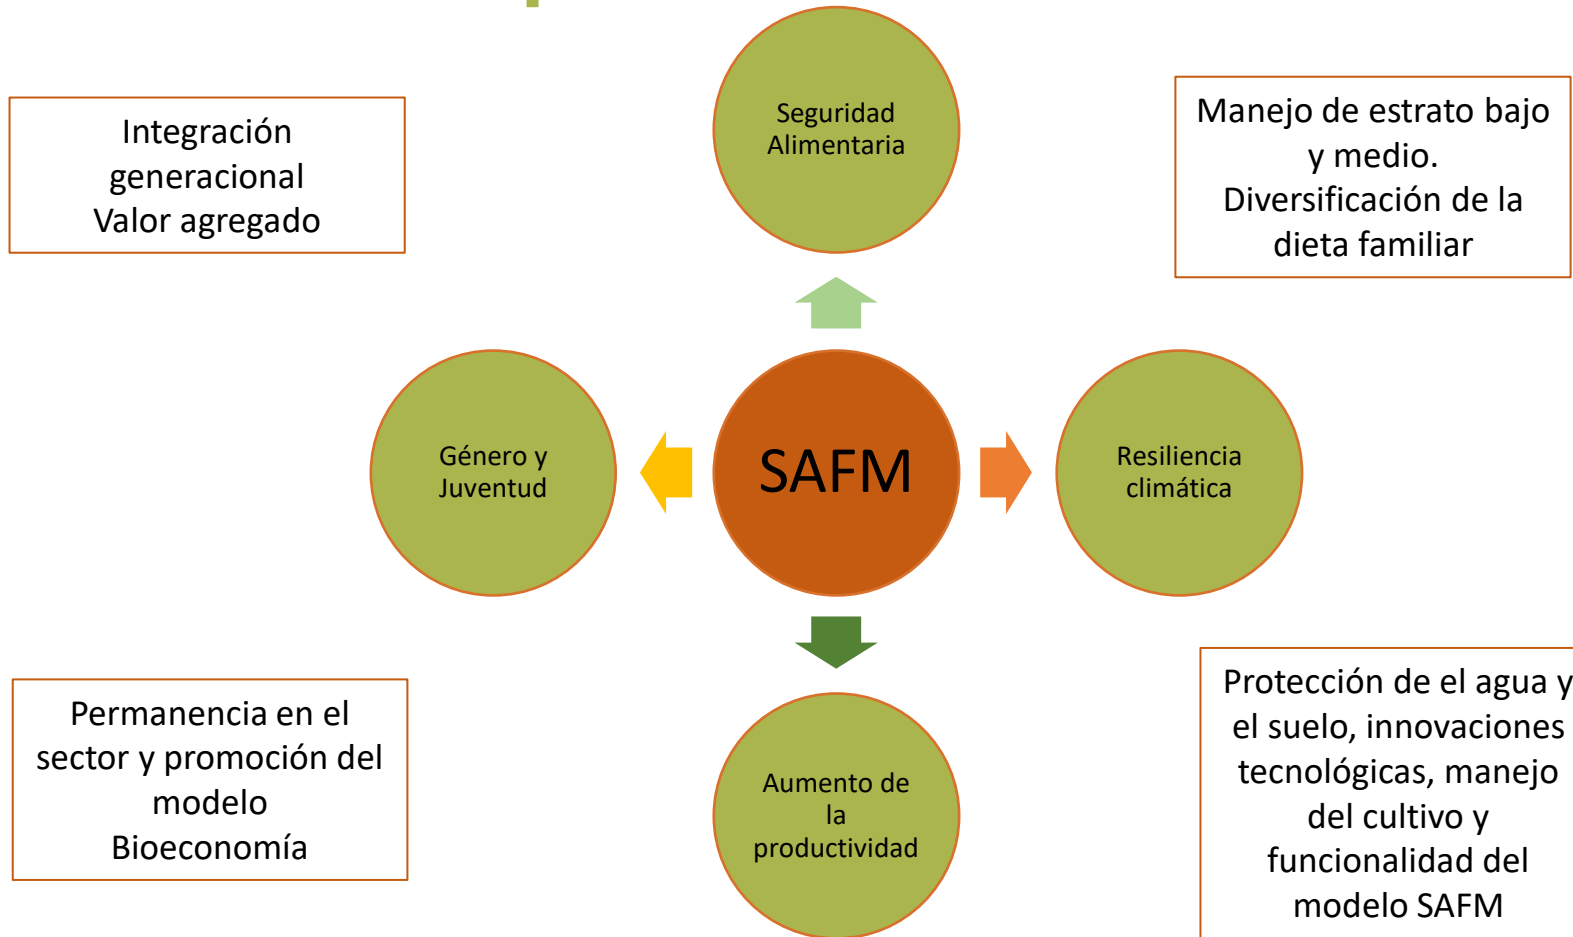 Seguridad
Alimentaria
Integración
generacional
Valor agregado
Manejo de estrato bajo
y medio.
Diversificación de la
dieta familiar
Género y
Juventud
SAFM
Resiliencia
climática
Permanencia en el
sector y promoción del
modelo
Bioeconomía
Aumento de
la
productividad
Protección de el agua y
el suelo, innovaciones
tecnológicas, manejo
del cultivo y
funcionalidad del
modelo SAFM